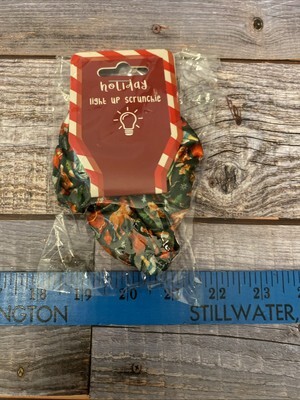 holiday
light up scrunchie
18 19 20 21 22 23
NGTON STILLWATER,